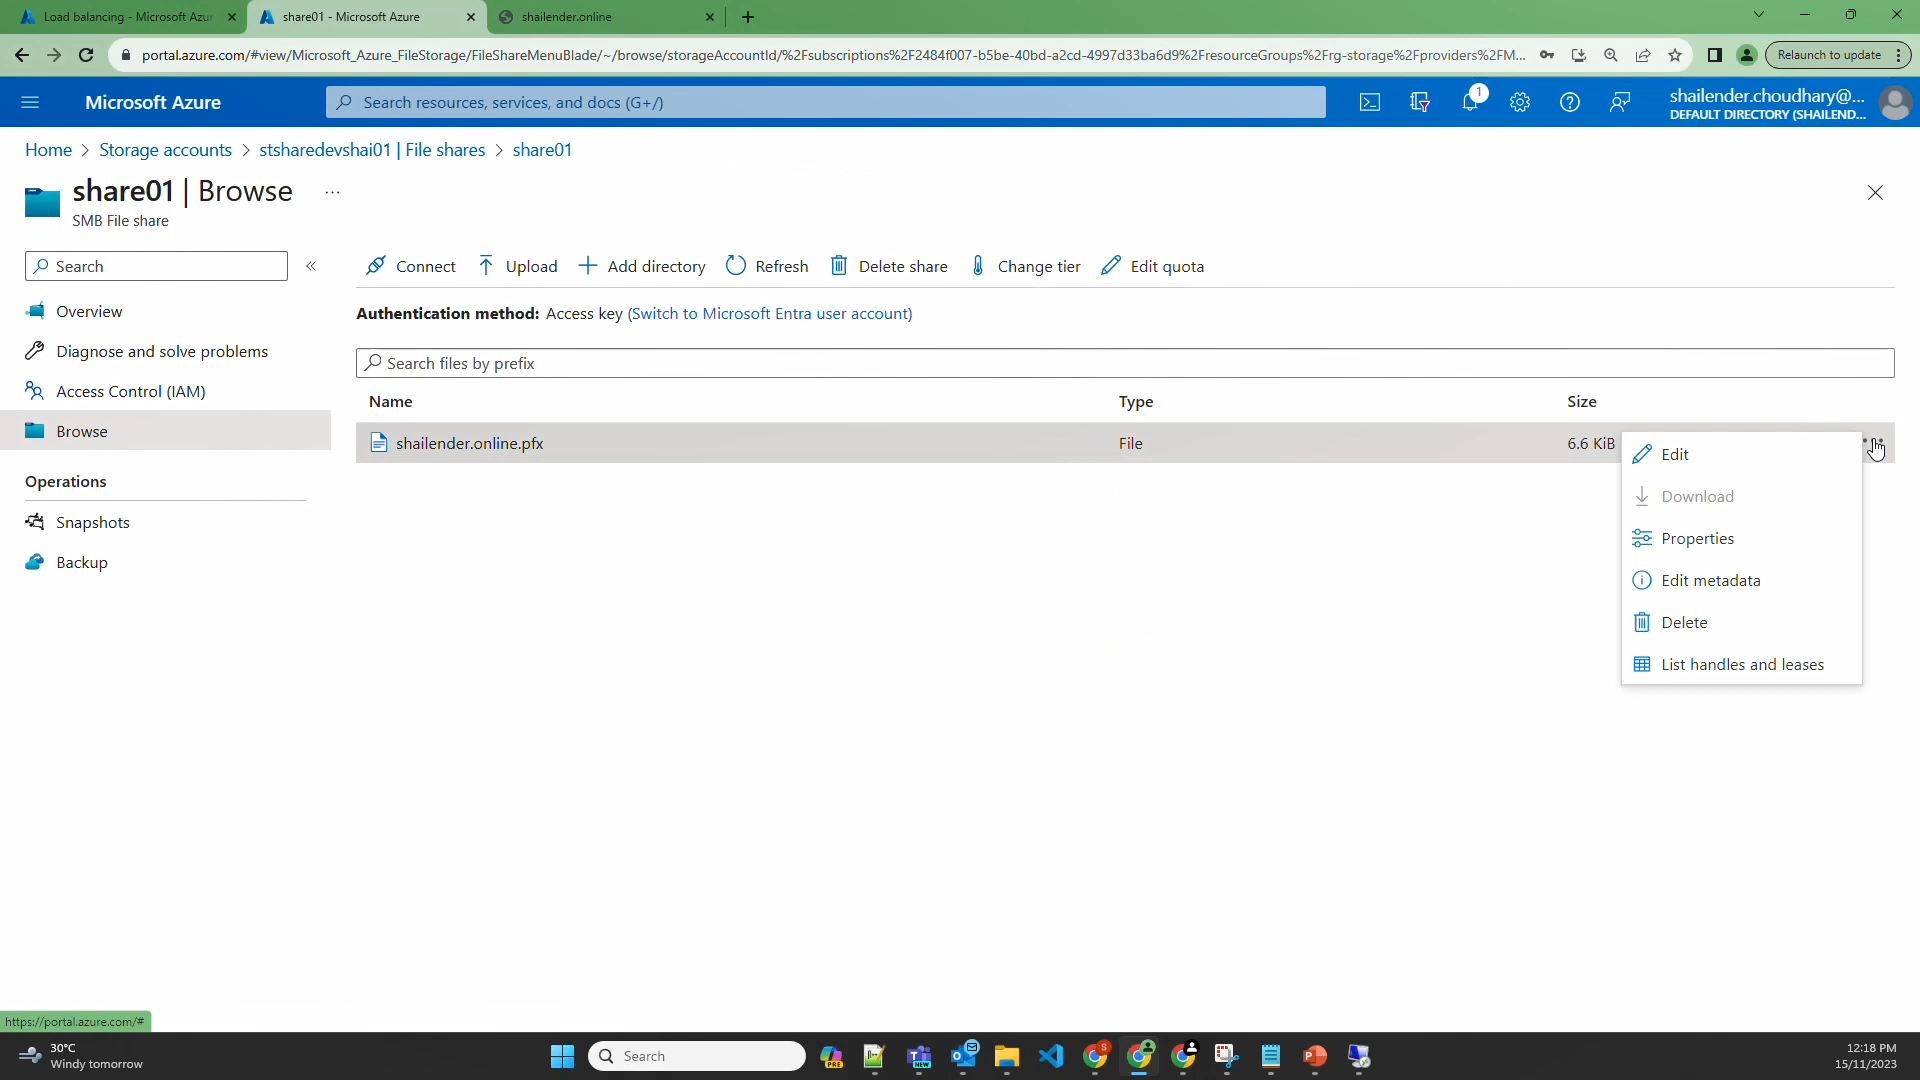 Load balancing - Microsoft Azur
share01 - Microsoft Azure
shailender.online
portal.azure.com/#view/Microsoft_Azure_FileStorage/FileShareMenuBlade/~/browse/storageAccountId/%2Fsubscriptions%2F2484f007-b5be-40bd-a2cd-4997d33ba6d9%2FresourceGroups%2Frg-storage%2Fproviders%2FM...
Relaunch to update
Microsoft Azure
Search resources, services, and docs (G+/)
1
shailender.choudhary@...
DEFAULT DIRECTORY (SHAILEND...
Home > Storage accounts > stsharedevshai01 | File shares > share01
share01 | Browse ...
SMB File share
Search
«
Connect
Upload
Add directory
Refresh
Delete share
Change tier
Edit quota
Overview
Diagnose and solve problems
Access Control (IAM)
Browse
Operations
Snapshots
Backup
Authentication method: Access key (Switch to Microsoft Entra user account)
Search files by prefix
Name Type Size
shailender.online.pfx File 6.6 KiB
Edit
Download
Properties
Edit metadata
Delete
List handles and leases
https://portal.azure.com/#
30°C
Windy tomorrow
Search
PRE
NEW
S
12:18 PM
15/11/2023